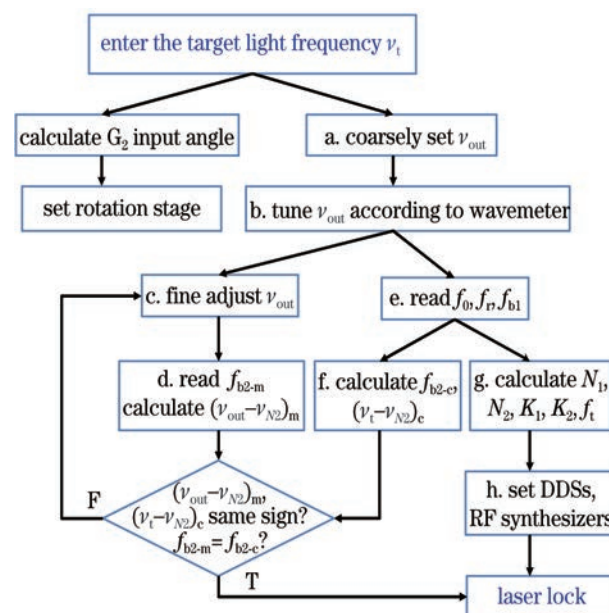 enter the target light frequency νt
calculate G2 input angle
a. coarsely set νout
set rotation stage
b. tune νout according to wavemeter
c. fine adjust νout
e. read f0, fr, fb1
d. read fb2-m
calculate (νout−νN2)m
f. calculate fb2-c,
(νt−νN2)c
g. calculate N1,
N2, K1, K2, ft
(νout−νN2)m,
(νt−νN2)c same sign?
fb2-m=fb2-c?
F
h. set DDSs,
RF synthesizers
T
laser lock